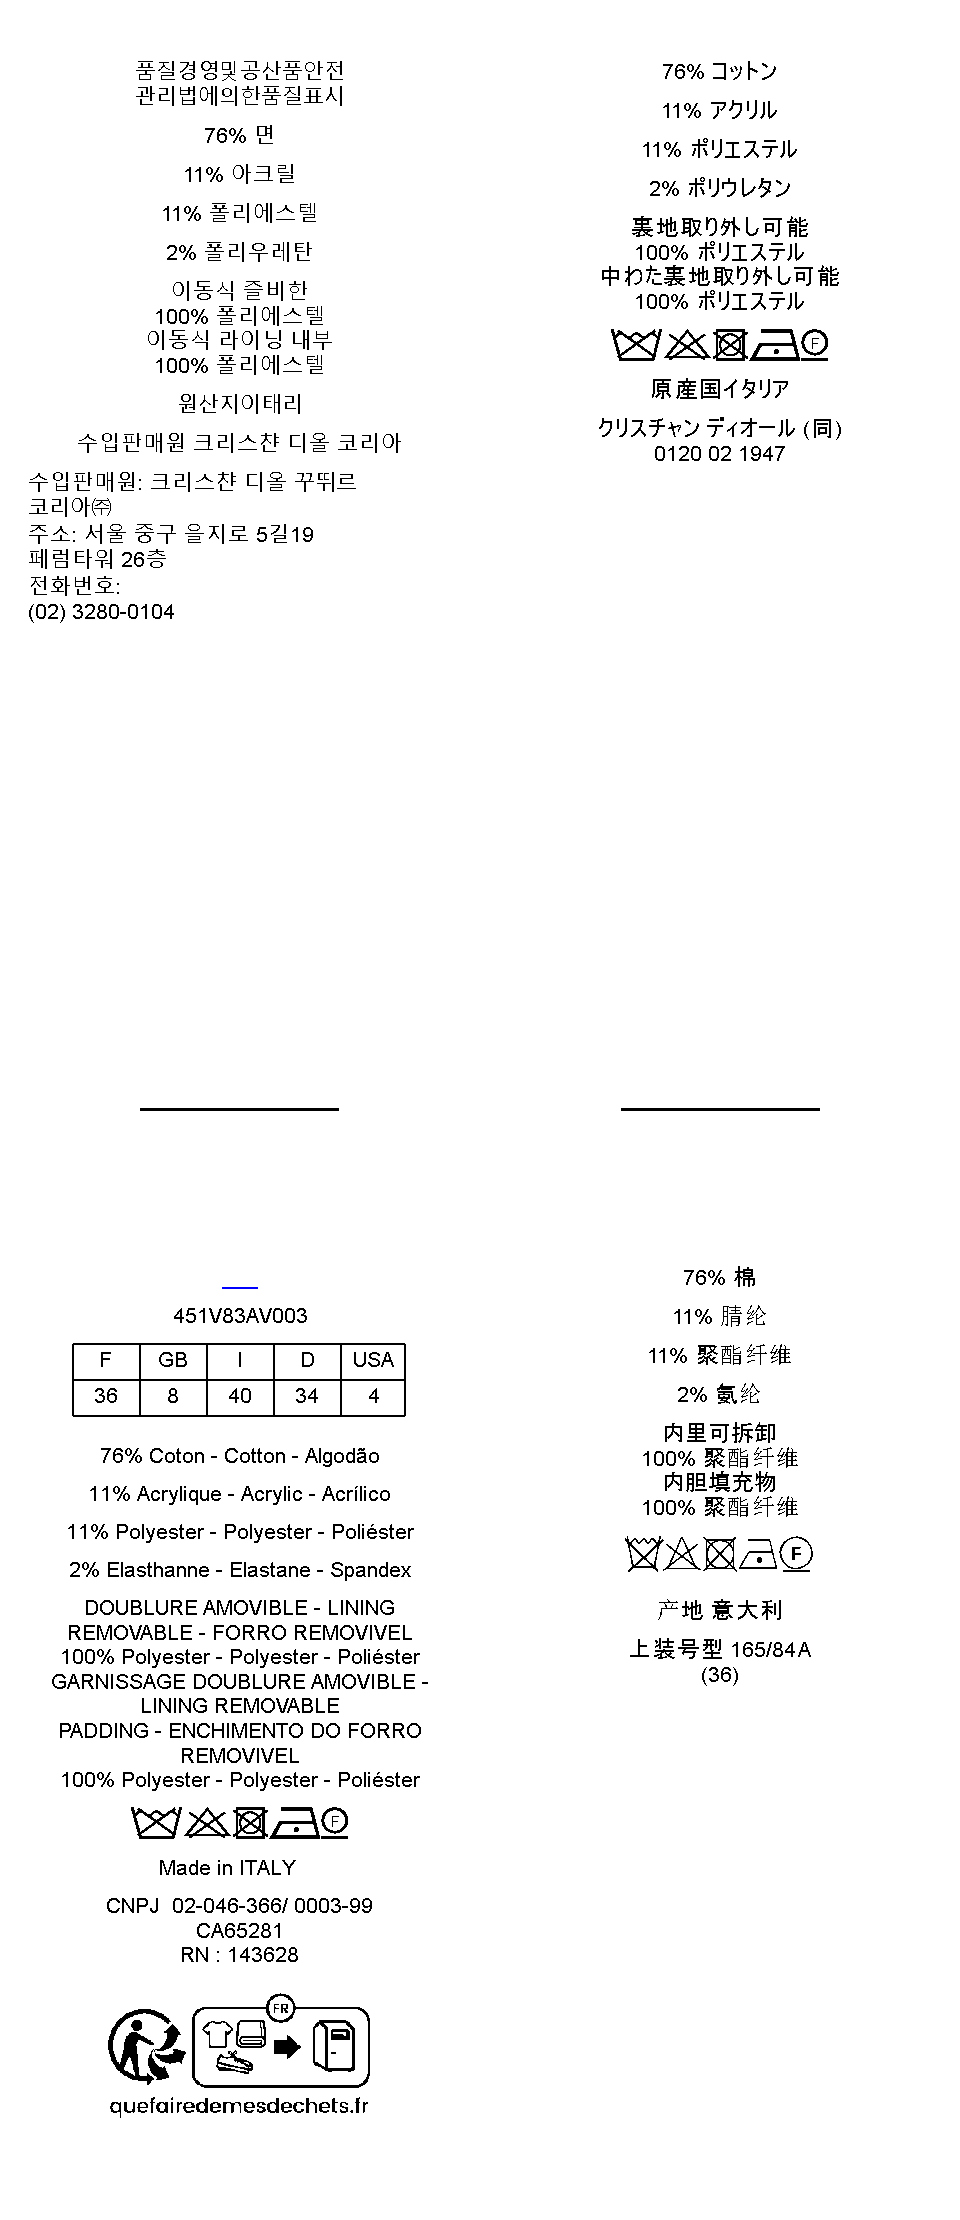 품질경영및공산품안전
관리법에의한품질표시
76% 면
11% 아크릴
11% 폴리에스텔
2% 폴리우레탄
이동식 즐비한
100% 폴리에스텔
이동식 라이닝 내부
100% 폴리에스텔
원산지이태리
수입판매원 크리스챤 디올 코리아
수입판매원: 크리스챤 디올 꾸뛰르
코리아㈜
주소: 서울 중구 을지로 5길19
페럼타워 26층
전화번호:
(02) 3280-0104
76% コットン
11% アクリル
11% ポリエステル
2% ポリウレタン
裏地取り外し可能
100% ポリエステル
中わた裏地取り外し可能
100% ポリエステル
F
原産国イタリア
クリスチャン ディオール (同)
0120 02 1947
451V83AV003
F GB I D USA
36 8 40 34 4
76% Coton - Cotton - Algodão
11% Acrylique - Acrylic - Acrílico
11% Polyester - Polyester - Poliéster
2% Elasthanne - Elastane - Spandex
DOUBLURE AMOVIBLE - LINING
REMOVABLE - FORRO REMOVIVEL
100% Polyester - Polyester - Poliéster
GARNISSAGE DOUBLURE AMOVIBLE -
LINING REMOVABLE
PADDING - ENCHIMENTO DO FORRO
REMOVIVEL
100% Polyester - Polyester - Poliéster
F
Made in ITALY
CNPJ 02-046-366/ 0003-99
CA65281
RN : 143628
FR
quefairedemesdechets.fr
76% 棉
11% 腈纶
11% 聚酯纤维
2% 氨纶
内里可拆卸
100% 聚酯纤维
内胆填充物
100% 聚酯纤维
F
产地 意大利
上装号型 165/84A
(36)